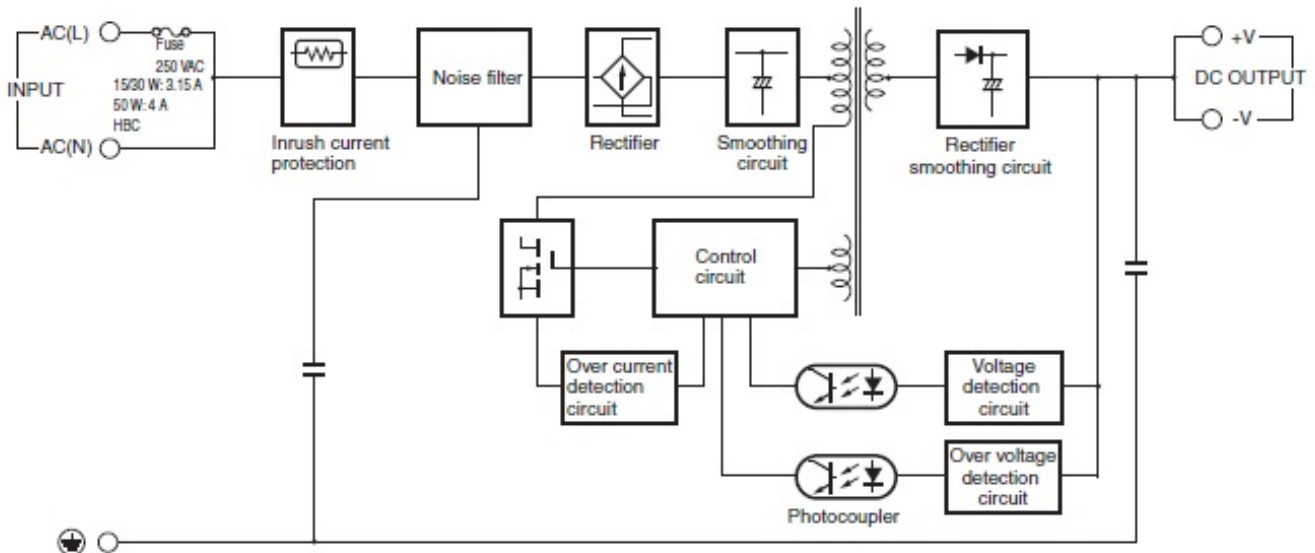 AC(L)
Fuse
250 VAC
15/30 W: 3.15 A
50 W: 4 A
HBC
INPUT
AC(N)
Inrush current
protection
Noise filter
Rectifier
Smoothing
circuit
Rectifier
smoothing circuit
+V
DC OUTPUT
-V
Control
circuit
Over current
detection
circuit
Voltage
detection
circuit
Over voltage
detection
circuit
Photocoupler